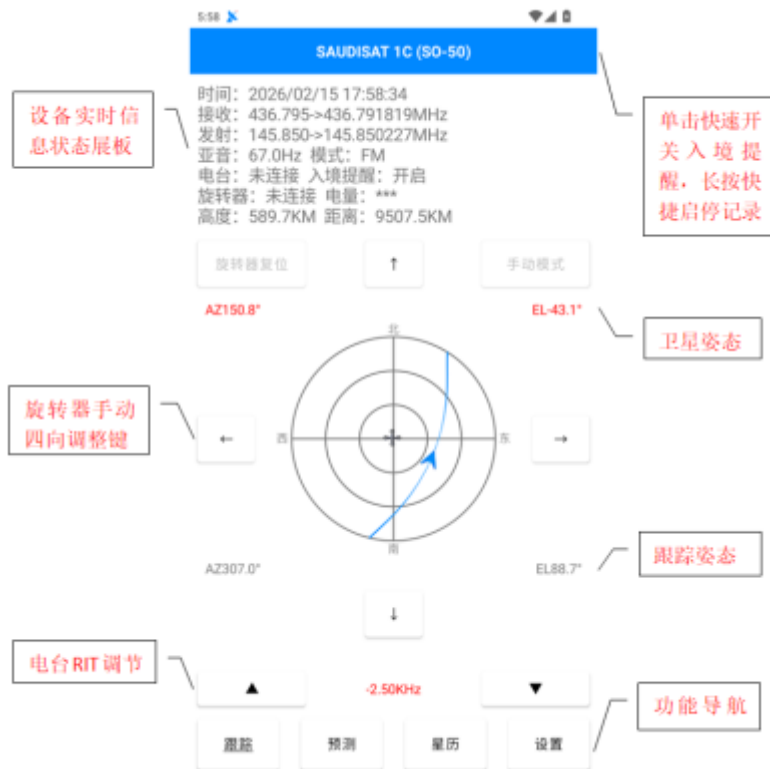 5:58
SAUDISAT 1C (SO-50)
时间：2026/02/15 17:58:34
接收：436.795->436.791819MHz
发射：145.850->145.850227MHz
亚音：67.0Hz 模式：FM
电台：未连接 入境提醒：开启
旋转器：未连接 电量：***
高度：589.7KM 距离：9507.5KM
设备实时信
息状态展板
单击快速开
关入境提
醒，长按快
捷启停记录
旋转器复位
↑
手动模式
AZ150.8°
EL-43.1°
卫星姿态
北
旋转器手动
四向调整键
←
西
东
→
南
AZ307.0°
EL88.7°
跟踪姿态
↓
电台RIT调节
▲
-2.50KHz
▼
功能导航
跟踪
预测
星历
设置